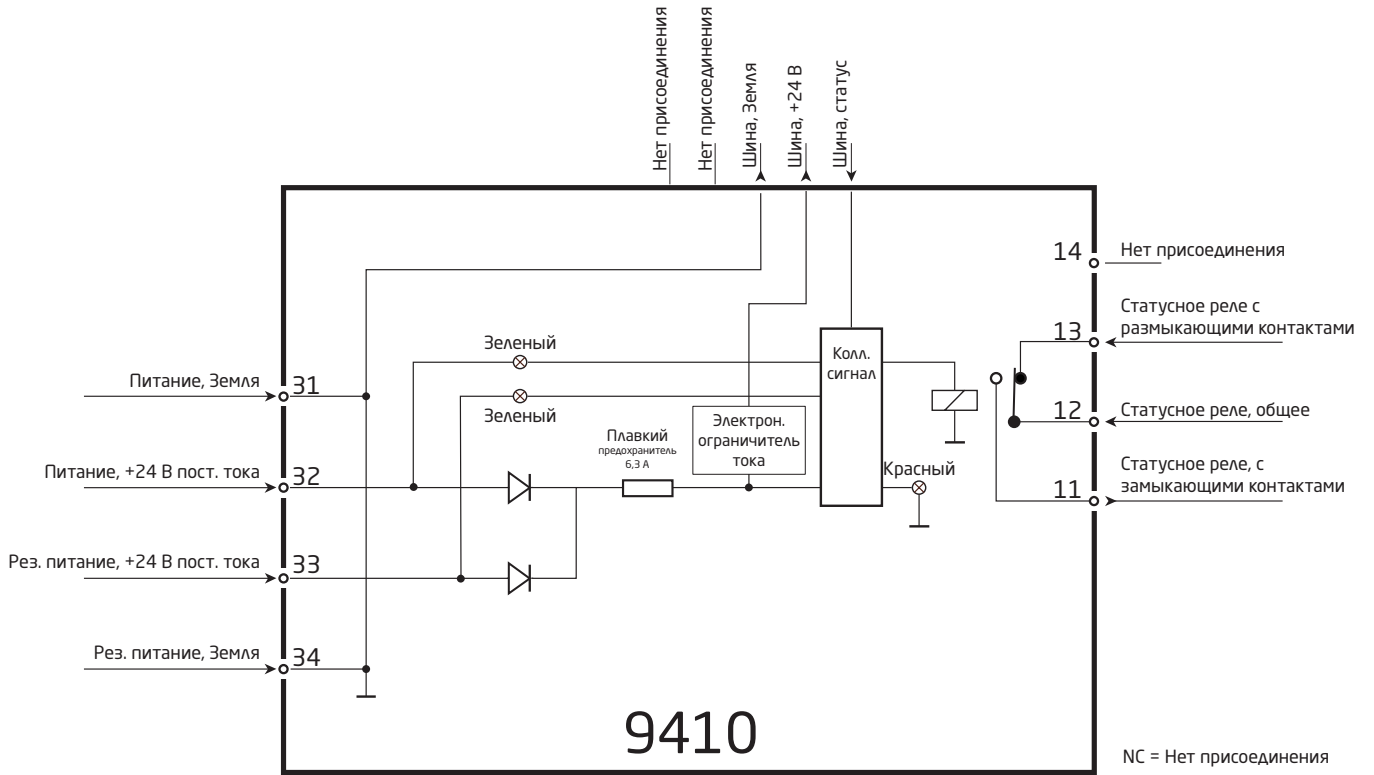 Нет присоединения
Нет присоединения
Шина, Земля
Шина, +24 В
Шина, статус
14
Нет присоединения
Статусное реле с
размыкающими контактами
13
Зеленый
Колл.
сигнал
Питание, Земля
31
Зеленый
12
Статусное реле, общее
Электрон.
ограничитель
тока
Плавкий
предохранитель
6,3 А
Питание, +24 В пост. тока
32
Красный
Статусное реле, с
замыкающими контактами
11
Рез. питание, +24 В пост. тока
33
Рез. питание, Земля
34
9410
NC = Нет присоединения